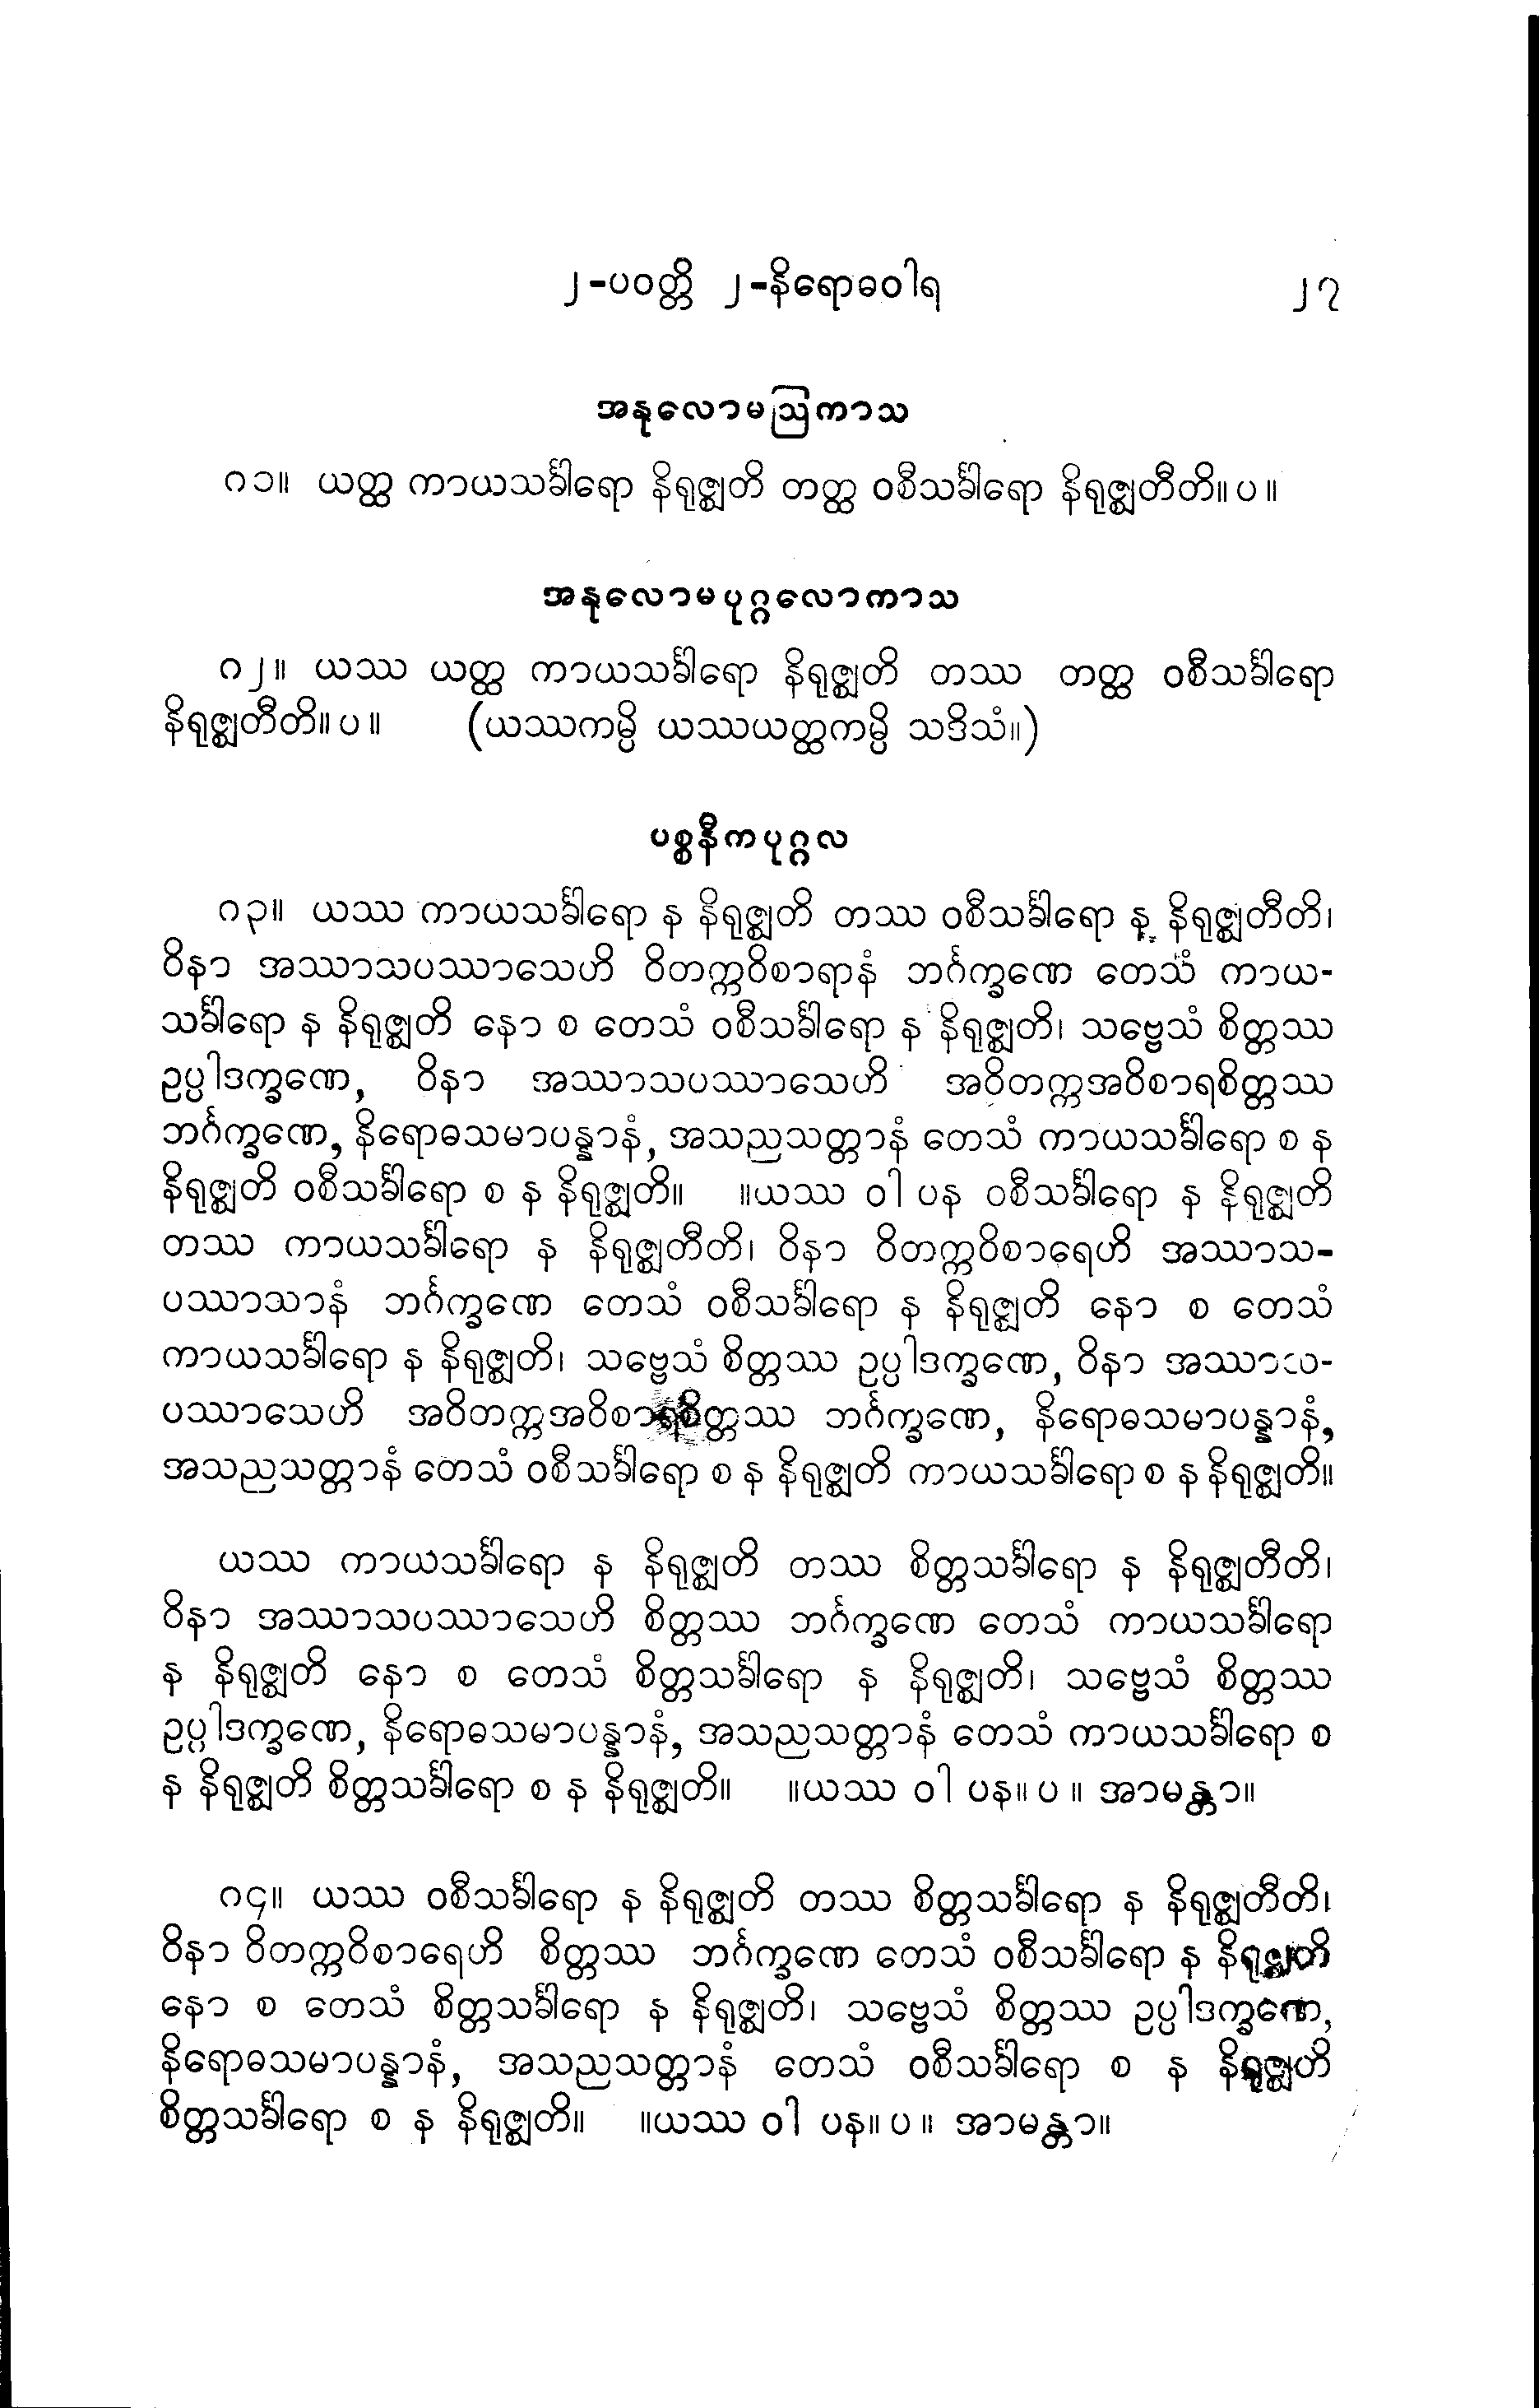 ၂-ပဝတ္တိ ၂-နိရောဓဝါရ ၂၇
အနုလောမဩကာသ
၈၁။ ယတ္ထ ကာယသင်္ခါရော နိရုဇ္ဈတိ တတ္ထ ဝစီသင်္ခါရော နိရုဇ္ဈတီတိ။ ပ ။
အနုလောမပုဂ္ဂလောကာသ
၈၂။ ယဿ ယတ္ထ ကာယသင်္ခါရော နိရုဇ္ဈတိ တဿ တတ္ထ ဝစီသင်္ခါရော
နိရုဇ္ဈတီတိ။ ပ ။ (ယဿကမ္ပိ ယဿယတ္ထကမ္ပိ သဒိသံ။)
ပစ္စနီကပုဂ္ဂလ
၈၃။ ယဿ ကာယသင်္ခါရော န နိရုဇ္ဈတိ တဿ ဝစီသင်္ခါရော န နိရုဇ္ဈတီတိ၊
ဝိနာ အဿာသပဿာသေဟိ ဝိတက္ကဝိစာရာနံ ဘင်္ဂက္ခဏေ တေသံ ကာယ-
သင်္ခါရော န နိရုဇ္ဈတိ နော စ တေသံ ဝစီသင်္ခါရော န နိရုဇ္ဈတိ၊ သဗ္ဗေသံ စိတ္တဿ
ဥပ္ပါဒက္ခဏေ, ဝိနာ အဿာသပဿာသေဟိ အဝိတက္ကအဝိစာရစိတ္တဿ
ဘင်္ဂက္ခဏေ, နိရောဓသမာပန္နာနံ, အသညသတ္တာနံ တေသံ ကာယသင်္ခါရော စ န
နိရုဇ္ဈတိ ဝစီသင်္ခါရော စ န နိရုဇ္ဈတိ။ ။ယဿ ဝါ ပန ဝစီသင်္ခါရော န နိရုဇ္ဈတိ
တဿ ကာယသင်္ခါရော န နိရုဇ္ဈတီတိ၊ ဝိနာ ဝိတက္ကဝိစာရေဟိ အဿာသ-
ပဿာသာနံ ဘင်္ဂက္ခဏေ တေသံ ဝစီသင်္ခါရော န နိရုဇ္ဈတိ နော စ တေသံ
ကာယသင်္ခါရော န နိရုဇ္ဈတိ၊ သဗ္ဗေသံ စိတ္တဿ ဥပ္ပါဒက္ခဏေ, ဝိနာ အဿာသ-
ပဿာသေဟိ အဝိတက္ကအဝိစာရစိတ္တဿ ဘင်္ဂက္ခဏေ, နိရောဓသမာပန္နာနံ,
အသညသတ္တာနံ တေသံ ဝစီသင်္ခါရော စ န နိရုဇ္ဈတိ ကာယသင်္ခါရော စ န နိရုဇ္ဈတိ။
ယဿ ကာယသင်္ခါရော န နိရုဇ္ဈတိ တဿ စိတ္တသင်္ခါရော န နိရုဇ္ဈတီတိ၊
ဝိနာ အဿာသပဿာသေဟိ စိတ္တဿ ဘင်္ဂက္ခဏေ တေသံ ကာယသင်္ခါရော
န နိရုဇ္ဈတိ နော စ တေသံ စိတ္တသင်္ခါရော န နိရုဇ္ဈတိ၊ သဗ္ဗေသံ စိတ္တဿ
ဥပ္ပါဒက္ခဏေ, နိရောဓသမာပန္နာနံ, အသညသတ္တာနံ တေသံ ကာယသင်္ခါရော စ
န နိရုဇ္ဈတိ စိတ္တသင်္ခါရော စ န နိရုဇ္ဈတိ။ ။ယဿ ဝါ ပန။ ပ ။ အာမန္တာ။
၈၄။ ယဿ ဝစီသင်္ခါရော န နိရုဇ္ဈတိ တဿ စိတ္တသင်္ခါရော န နိရုဇ္ဈတီတိ၊
ဝိနာ ဝိတက္ကဝိစာရေဟိ စိတ္တဿ ဘင်္ဂက္ခဏေ တေသံ ဝစီသင်္ခါရော န နိရုဇ္ဈတိ
နော စ တေသံ စိတ္တသင်္ခါရော န နိရုဇ္ဈတိ၊ သဗ္ဗေသံ စိတ္တဿ ဥပ္ပါဒက္ခဏေ,
နိရောဓသမာပန္နာနံ, အသညသတ္တာနံ တေသံ ဝစီသင်္ခါရော စ န နိရုဇ္ဈတိ
စိတ္တသင်္ခါရော စ န နိရုဇ္ဈတိ။ ။ယဿ ဝါ ပန။ ပ ။ အာမန္တာ။